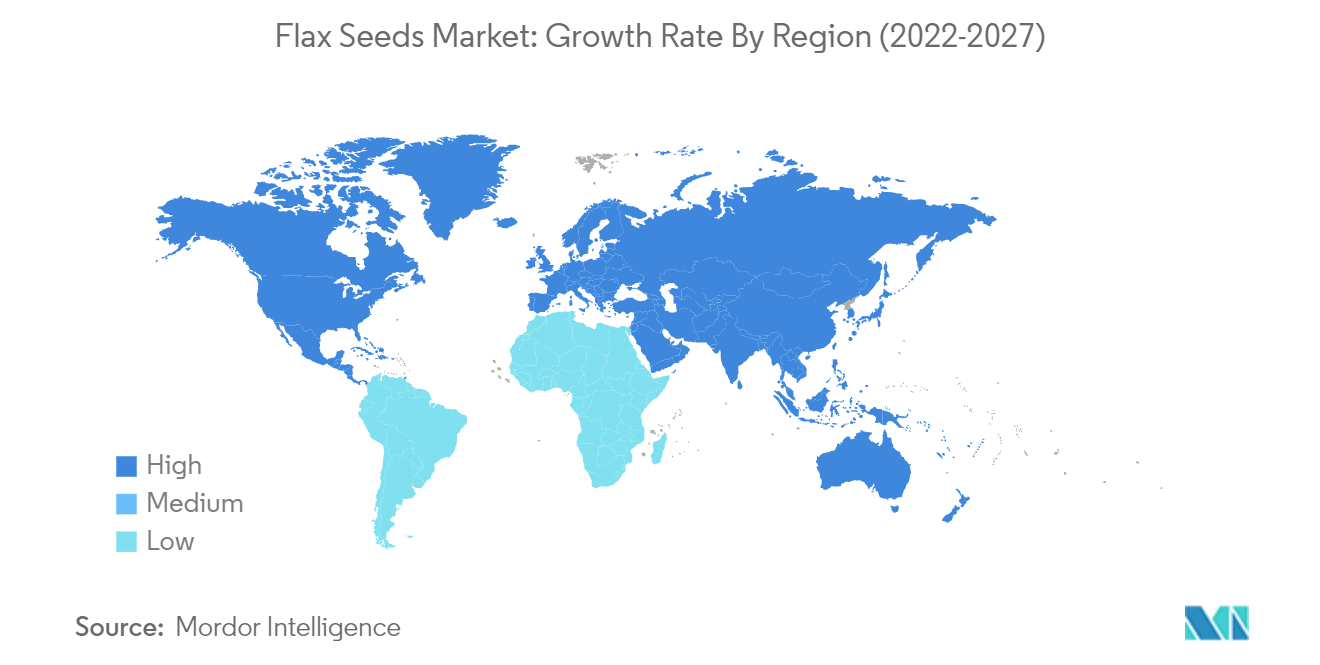 Flax Seeds Market: Growth Rate By Region (2022-2027)
High
Medium
Low
Source: Mordor Intelligence